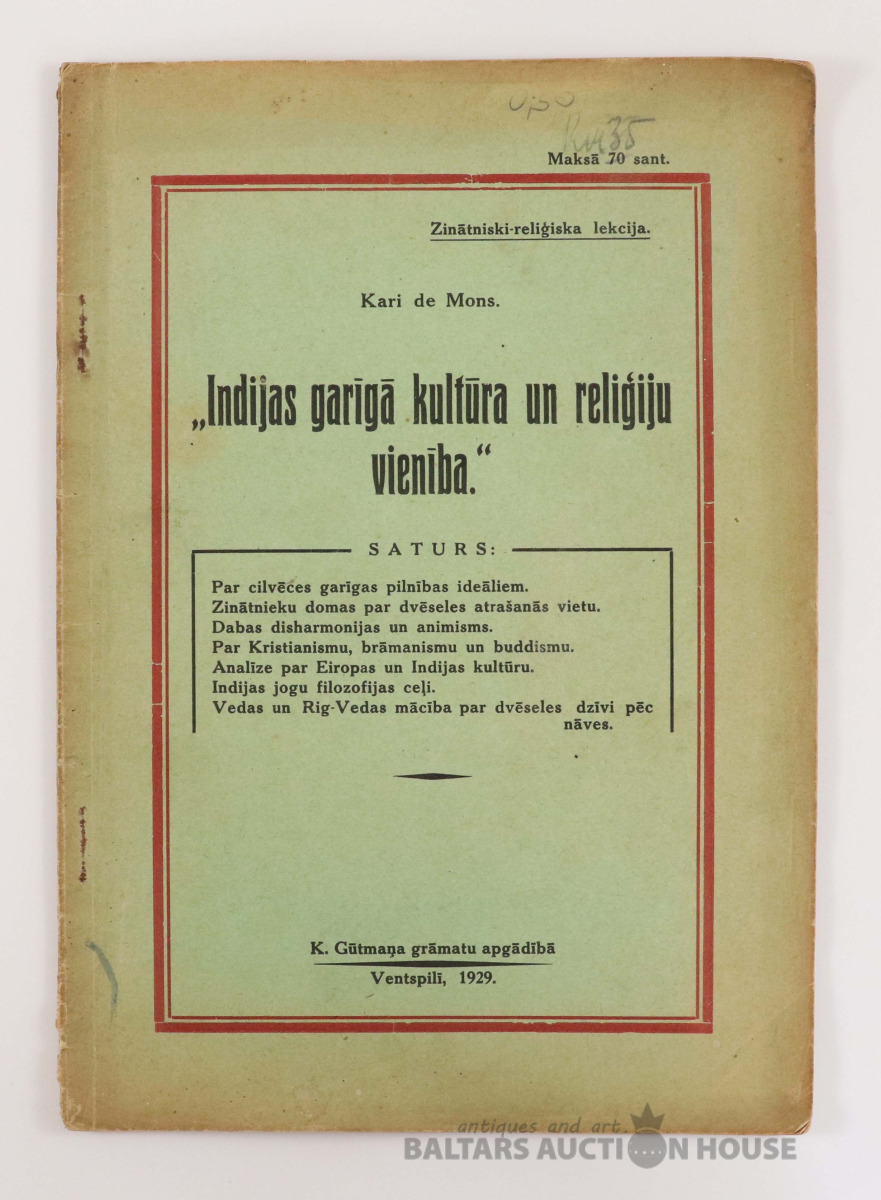 35
Maksā 70 sant.
Zinātniski-reliģiska lekcija.
Kari de Mons.
„Indijas garīgā kultūra un reliģiju
vienība.“
SATURS:
Par cilvēces garīgas pilnības ideāliem.
Zinātnieku domas par dvēseles atrašanās vietu.
Dabas disharmonijas un animisms.
Par Kristianismu, brāmanismu un buddismu.
Analīze par Eiropas un Indijas kultūru.
Indijas jogu filozofijas ceļi.
Vedas un Rig-Vedas mācība par dvēseles dzīvi pēc
nāves.
K. Gūtmaņa grāmatu apgādībā
Ventspilī, 1929.
antiques and art.
BALTARS AUCTION HOUSE